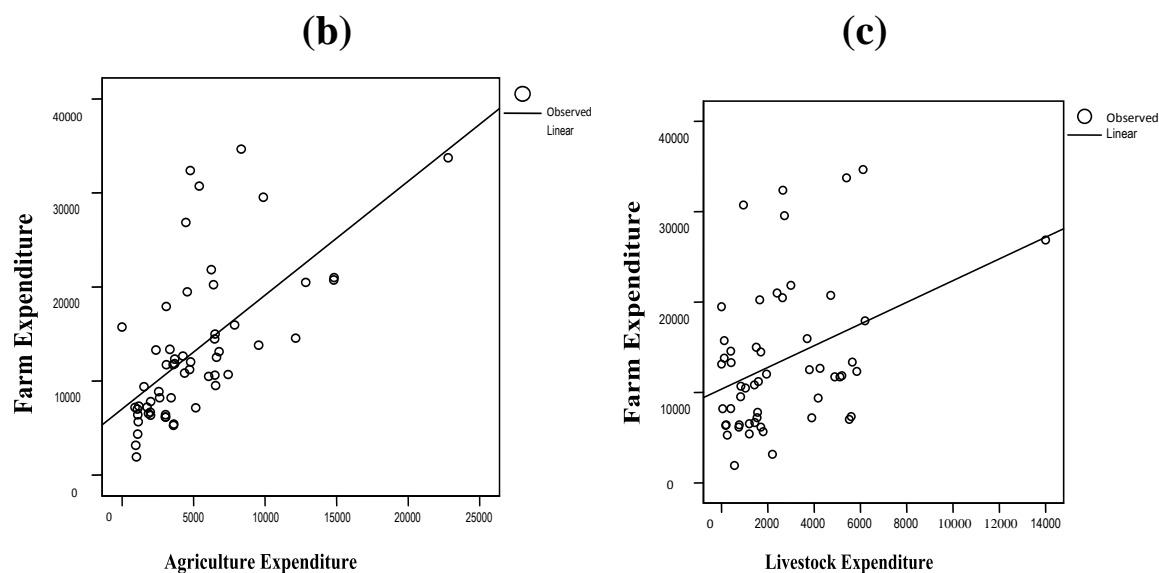 (b)
(c)
Farm Expenditure
40000
30000
20000
10000
0
0 5000 10000 15000 20000 25000
Agriculture Expenditure
Observed
Linear
Farm Expenditure
40000
30000
20000
10000
0
0 2000 4000 6000 8000 10000 12000 14000
Livestock Expenditure
Observed
Linear